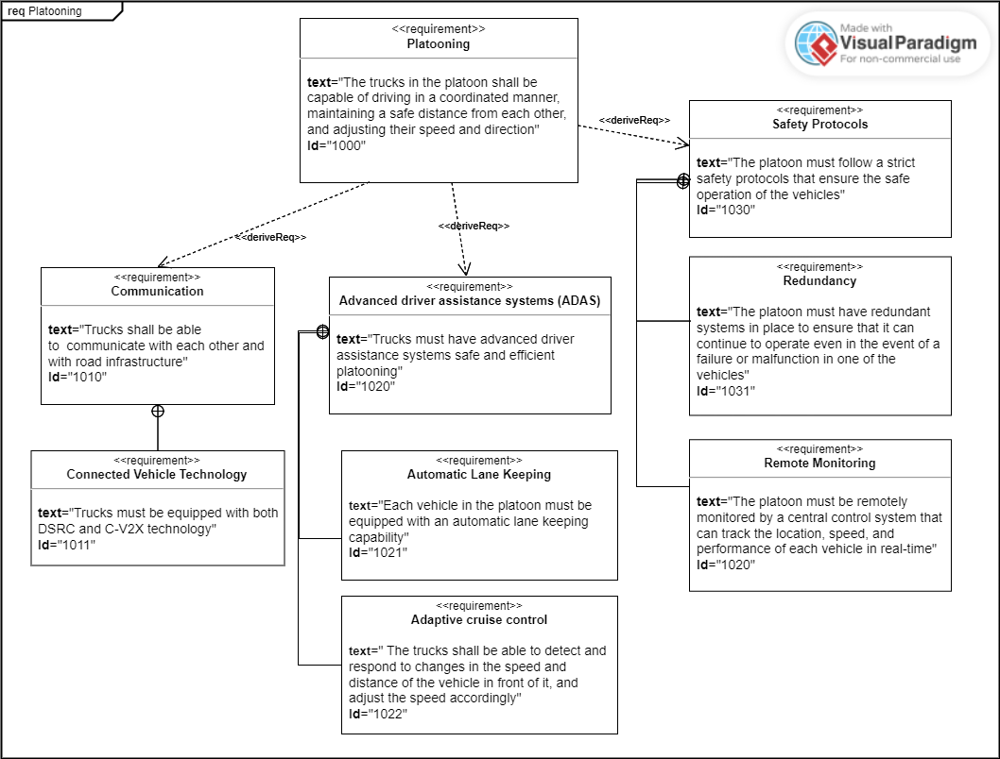 req Platooning
Made with
Visual Paradigm
For non-commercial use
<<requirement>>
Platooning
text="The trucks in the platoon shall be
capable of driving in a coordinated manner,
maintaining a safe distance from each other,
and adjusting their speed and direction"
Id="1000"
<<deriveReq>>
<<deriveReq>>
<<deriveReq>>
<<requirement>>
Safety Protocols
text="The platoon must follow a strict
safety protocols that ensure the safe
operation of the vehicles"
Id="1030"
<<requirement>>
Communication
text="Trucks shall be able
to  communicate with each other and
with road infrastructure"
Id="1010"
<<requirement>>
Advanced driver assistance systems (ADAS)
text="Trucks must have advanced driver
assistance systems safe and efficient
platooning"
Id="1020"
<<requirement>>
Redundancy
text="The platoon must have redundant
systems in place to ensure that it can
continue to operate even in the event of a
failure or malfunction in one of the
vehicles"
Id="1031"
<<requirement>>
Connected Vehicle Technology
text="Trucks must be equipped with both
DSRC and C-V2X technology"
Id="1011"
<<requirement>>
Automatic Lane Keeping
text="Each vehicle in the platoon must be
equipped with an automatic lane keeping
capability"
Id="1021"
<<requirement>>
Remote Monitoring
text="The platoon must be remotely
monitored by a central control system that
can track the location, speed, and
performance of each vehicle in real-time"
Id="1020"
<<requirement>>
Adaptive cruise control
text=" The trucks shall be able to detect and
respond to changes in the speed and
distance of the vehicle in front of it, and
adjust the speed accordingly"
Id="1022"